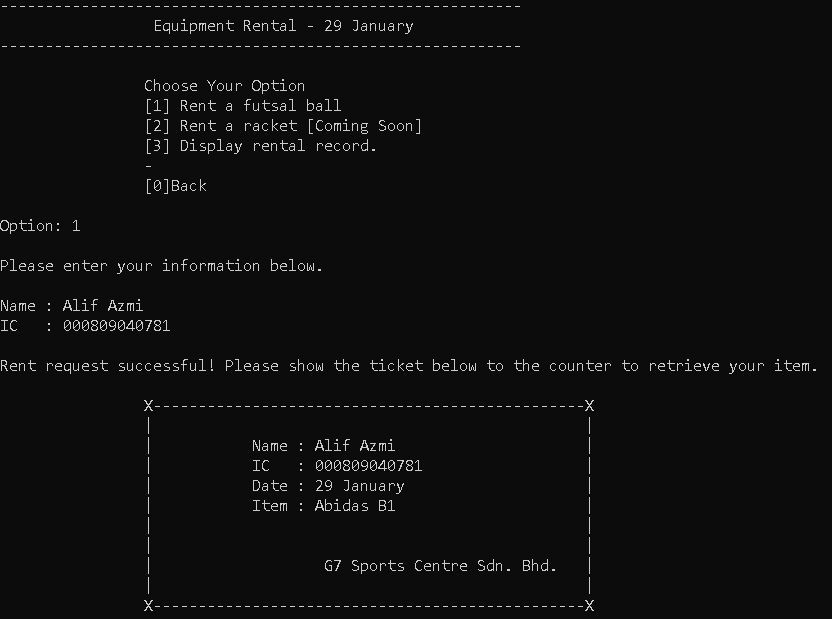 ----------------------------------------------------------
Equipment Rental - 29 January
----------------------------------------------------------
Choose Your Option
[1] Rent a futsal ball
[2] Rent a racket [Coming Soon]
[3] Display rental record.
-
[0]Back
Option: 1
Please enter your information below.
Name : Alif Azmi
IC   : 000809040781
Rent request successful! Please show the ticket below to the counter to retrieve your item.
X------------------------------------------------X
Name : Alif Azmi
IC   : 000809040781
Date : 29 January
Item : Abidas B1
G7 Sports Centre Sdn. Bhd.
X------------------------------------------------X